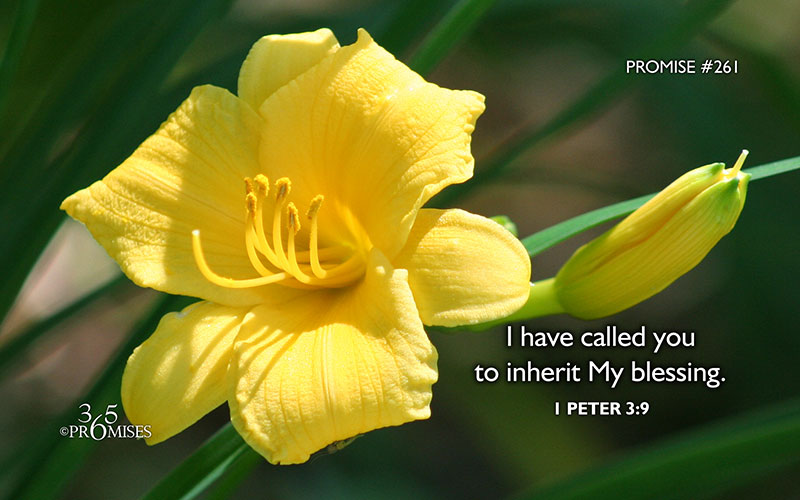 PROMISE #261
I have called you
to inherit My blessing.
1 PETER 3:9
365
©PROMISES